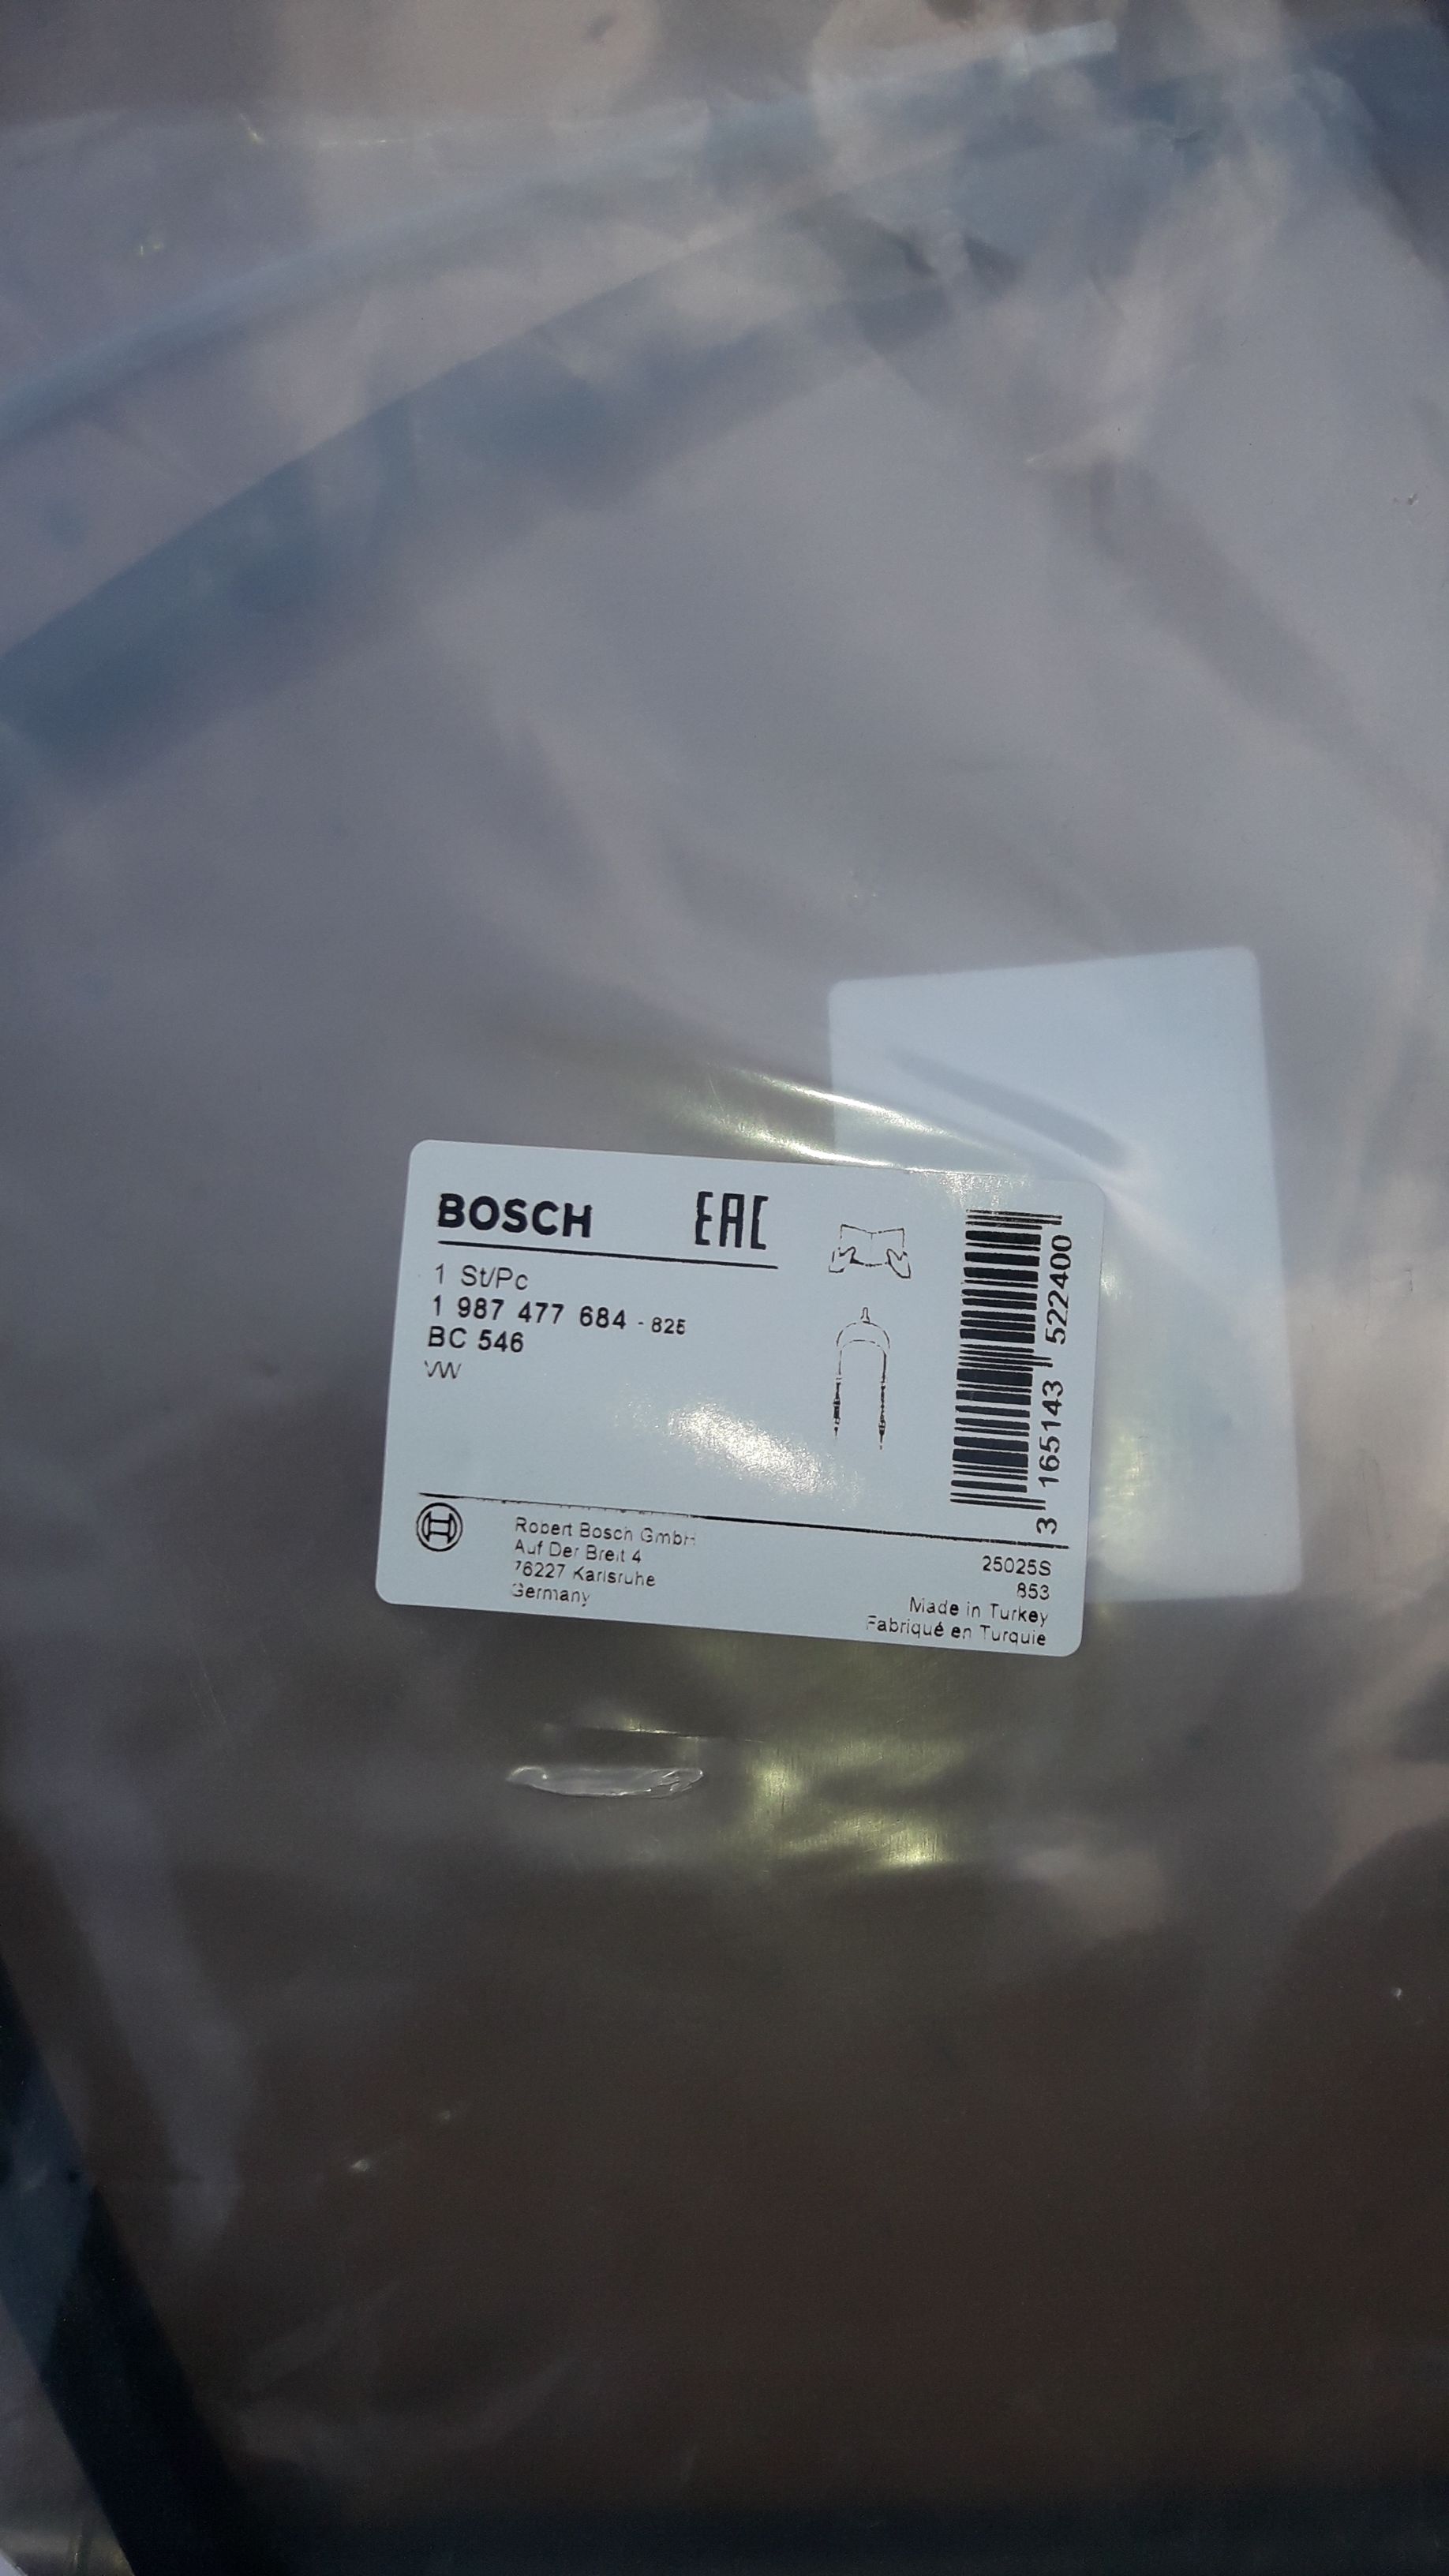 BOSCH EAC
1 St/Pc
1 987 477 684 - 825
BC 546
VW
3 165143 522400
Robert Bosch GmbH
Auf Der Breit 4
76227 Karlsruhe
Germany
25025S
853
Made in Turkey
Fabriqué en Turquie